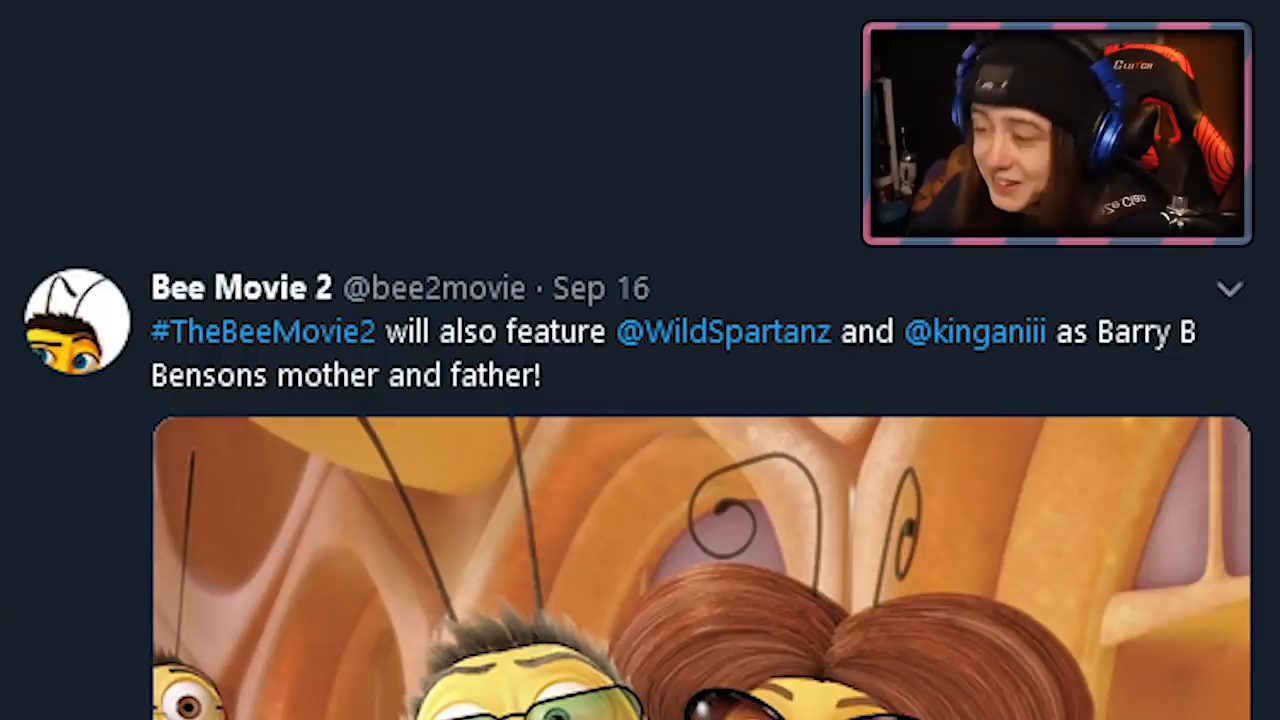 CLUTCH
Bee Movie 2 @bee2movie · Sep 16
#TheBeeMovie2 will also feature @WildSpartanz and @kinganiii as Barry B
Bensons mother and father!